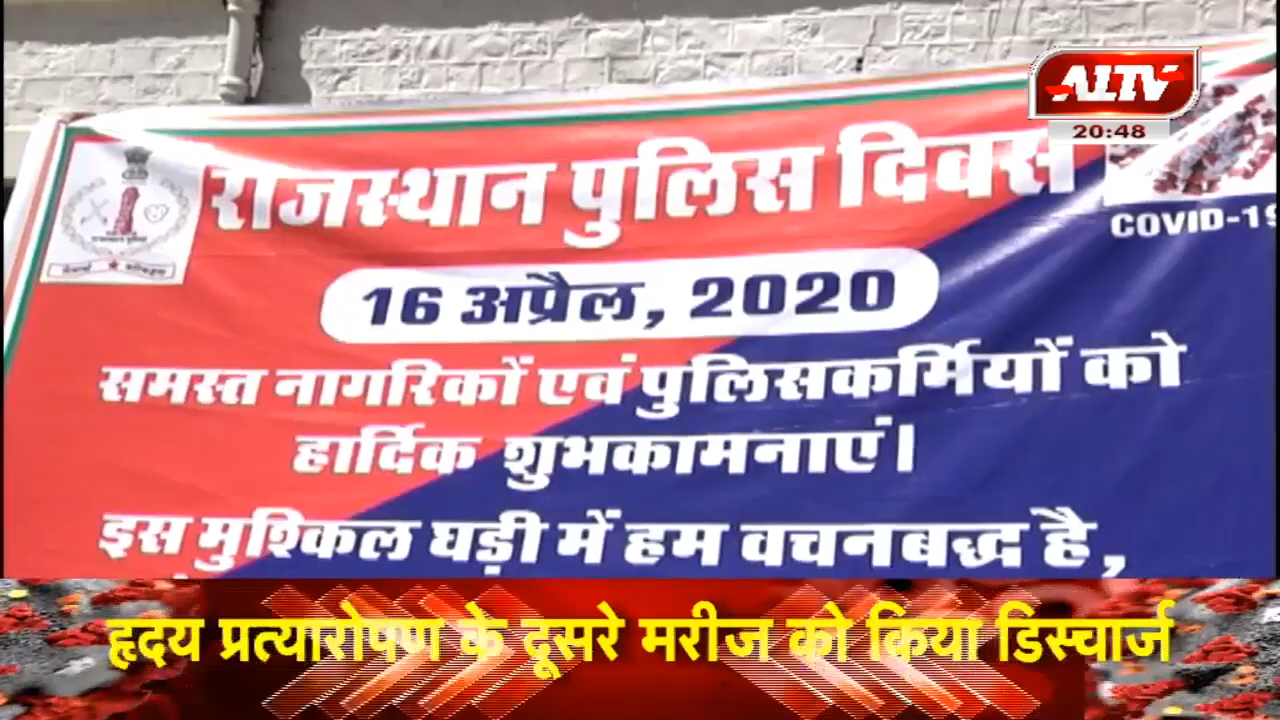 ALTV
20:48
राजस्थान पुलिस दिवस
COVID-19
16 अप्रैल, 2020
समस्त नागरिकों एवं पुलिसकर्मियों को
हार्दिक शुभकामनाएं।
इस मुश्किल घड़ी में हम वचनबद्ध है,
हृदय प्रत्यारोपण के दूसरे मरीज को किया डिस्चार्ज